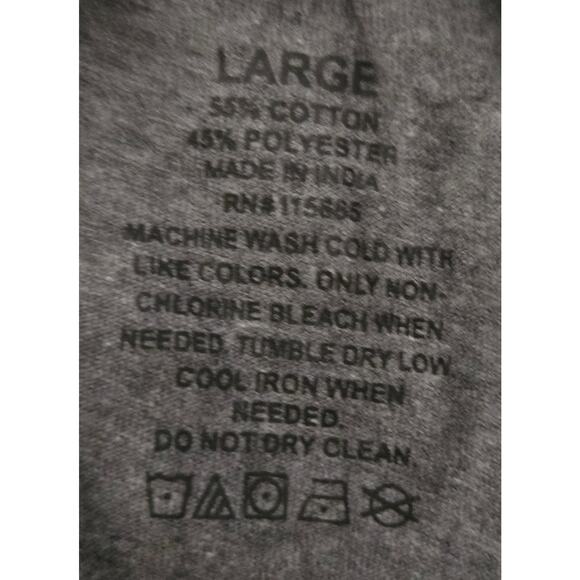 LARGE
55% COTTON
45% POLYESTER
MADE IN INDIA
RN# 115885
MACHINE WASH COLD WITH
LIKE COLORS. ONLY NON-
CHLORINE BLEACH WHEN
NEEDED. TUMBLE DRY LOW.
COOL IRON WHEN
NEEDED.
DO NOT DRY CLEAN.